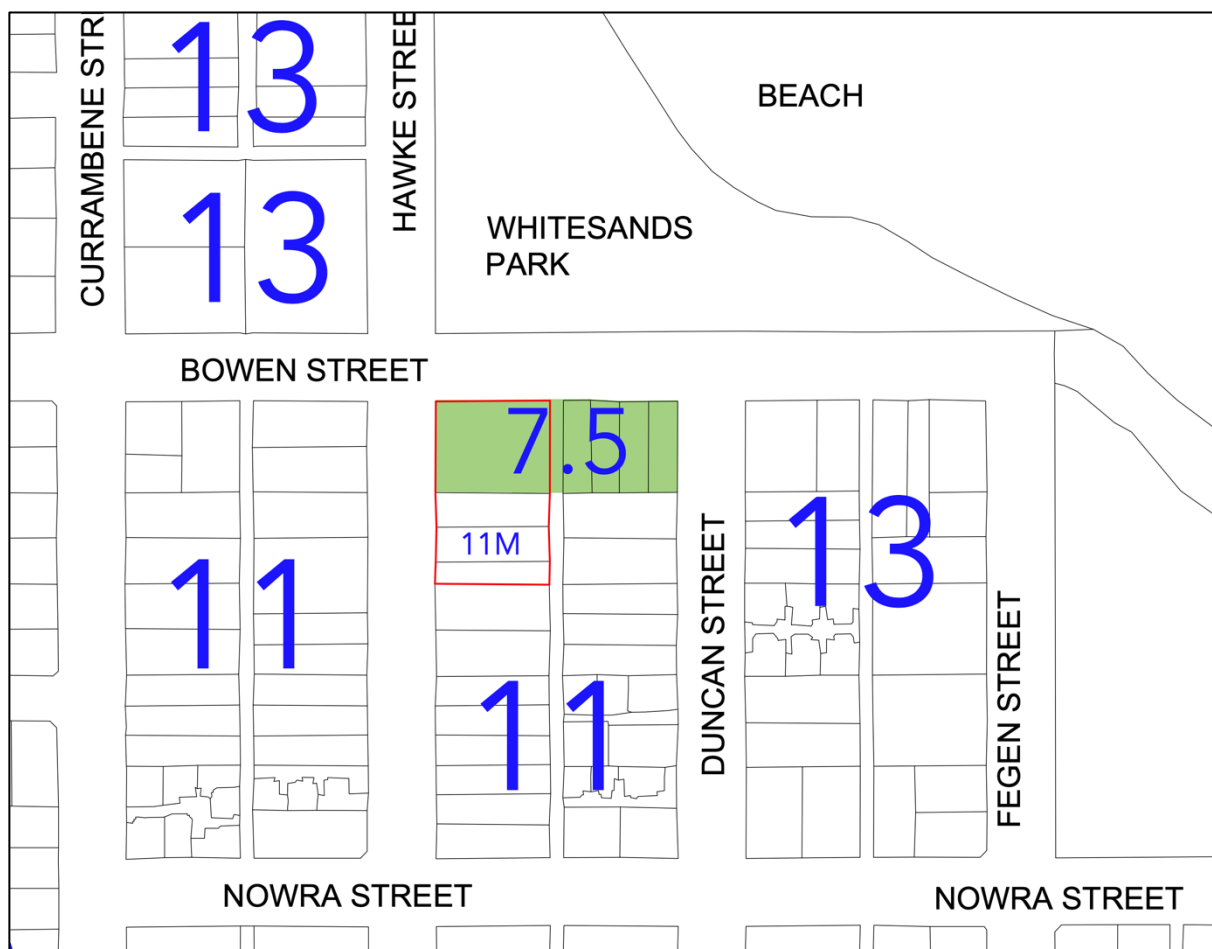 CURRAMBENE STR
13
HAWKE STREE
BEACH
13
WHITESANDS
PARK
BOWEN STREET
7.5
11M
13
11
11
DUNCAN STREET
FEGEN STREET
NOWRA STREET
NOWRA STREET